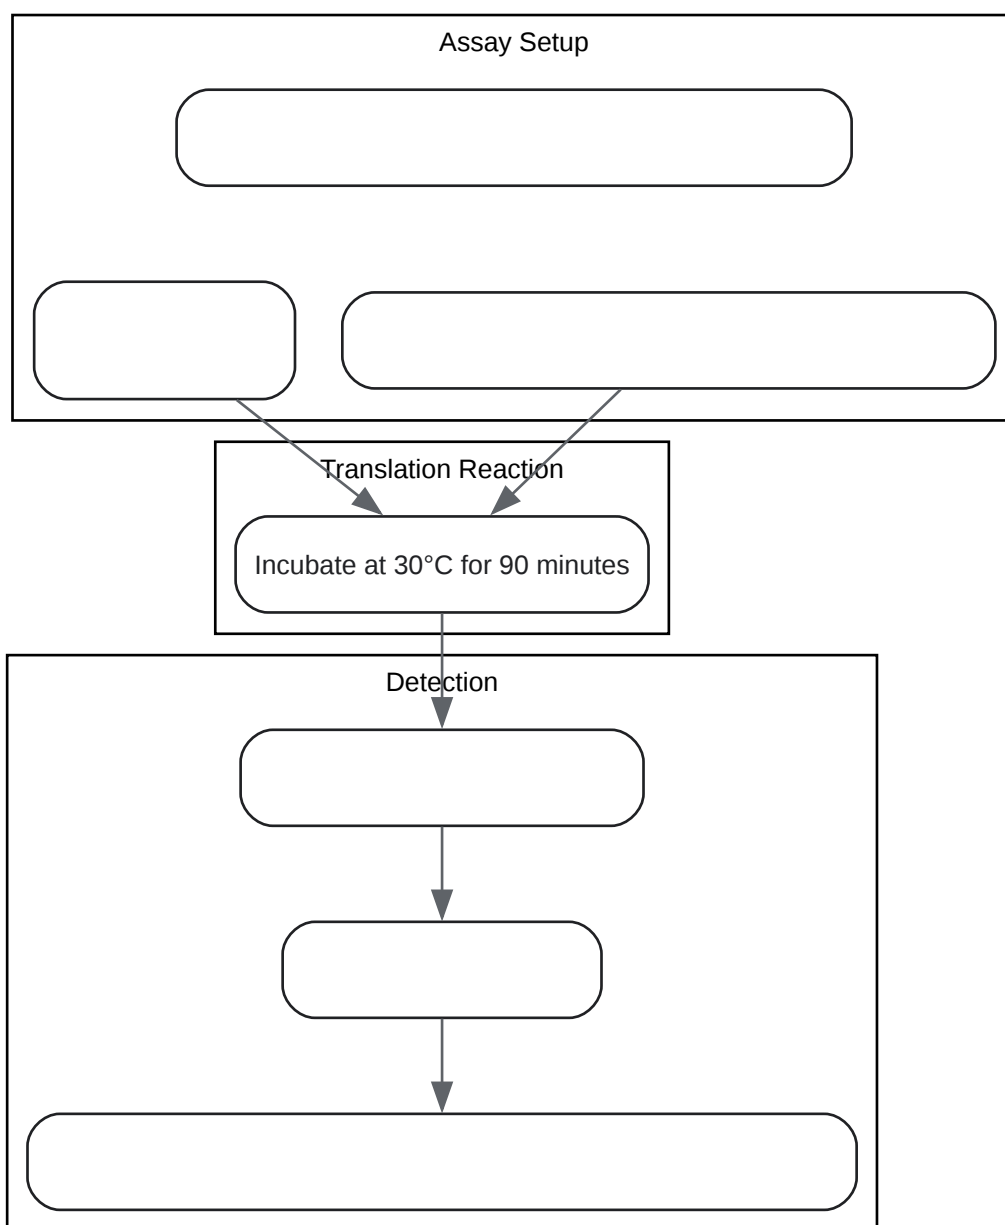 Assay Setup
Translation Reaction
Incubate at 30°C for 90 minutes
Detection